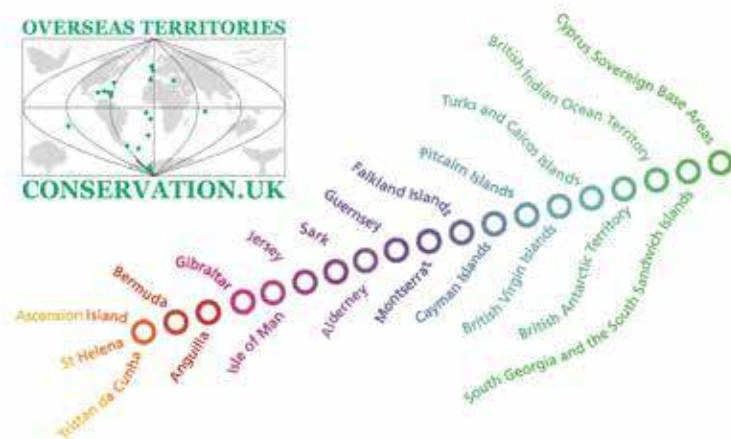 OVERSEAS TERRITORIES
CONSERVATION.UK
Ascension Island
St Helena
Tristan da Cunha
Bermuda
Anguilla
Gibraltar
Isle of Man
Jersey
Sark
Alderney
Guernsey
Montserrat
Falkland Islands
Cayman Islands
Pitcairn Islands
British Virgin Islands
Turks and Caicos Islands
British Antarctic Territory
British Indian Ocean Territory
South Georgia and the South Sandwich Islands
Cyprus Sovereign Base Areas